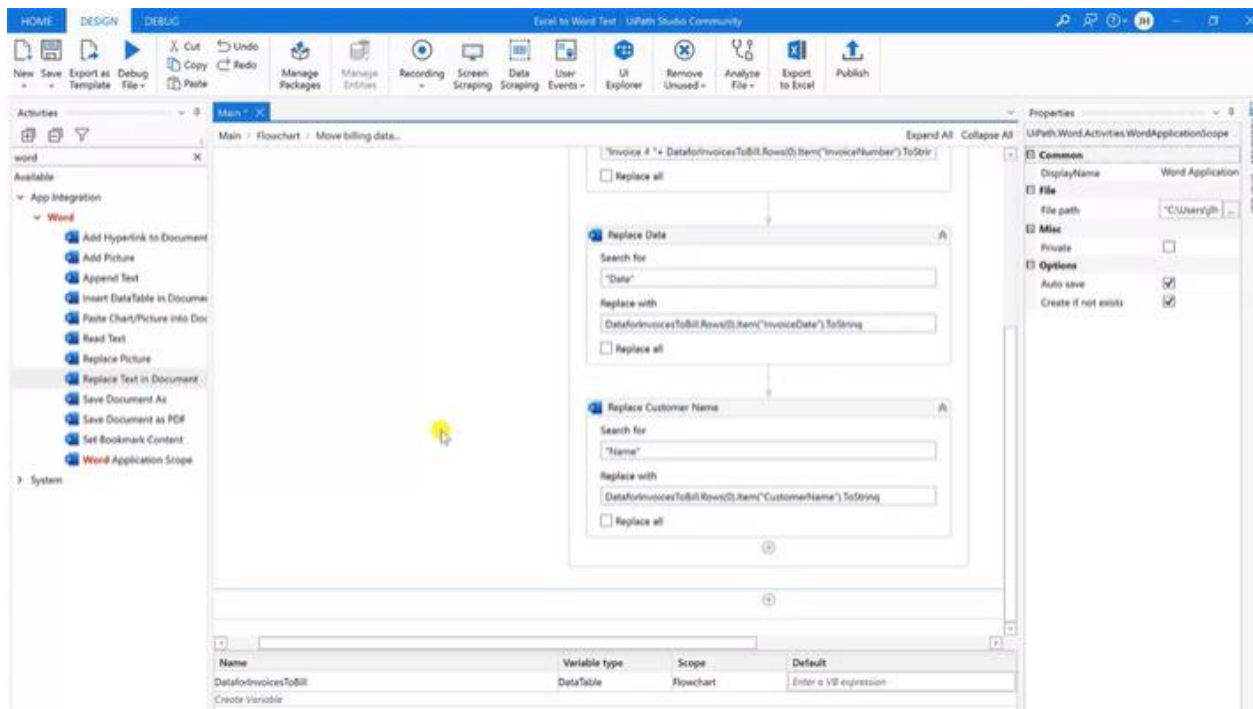 HOME DESIGN DEBUG Excel to Word Test - UiPath Studio Community JH
New Save Export as Template Debug File Cut Copy Paste Undo Redo Manage Packages Manage Entities Recording Screen Scraping Data Scraping User Events UI Explorer Remove Unused Analyze File Export to Excel Publish
Activities
Main *
Properties
Main Flowchart Move billing data... Expand All Collapse All
UiPath.Word.Activities.WordApplicationScope
word
Available
App Integration
Word
Add Hyperlink to Document
Add Picture
Append Text
Insert DataTable in Documen
Paste Chart/Picture into Doc
Read Text
Replace Picture
Replace Text in Document
Save Document As
Save Document as PDF
Set Bookmark Content
Word Application Scope
System
"Invoice # "+ DataforInvoicesToBill.Rows(0).Item("InvoiceNumber").ToStrin
Replace all
Replace Date
Search for
"Date"
Replace with
DataforInvoicesToBill.Rows(0).Item("InvoiceDate").ToString
Replace all
Replace Customer Name
Search for
"Name"
Replace with
DataforInvoicesToBill.Rows(0).Item("CustomerName").ToString
Replace all
Common
DisplayName Word Application
File
File path "C:\Users\jlh ...
Misc
Private
Options
Auto save
Create if not exists
Name Variable type Scope Default
DataforInvoicesToBill DataTable Flowchart Enter a VB expression
Create Variable